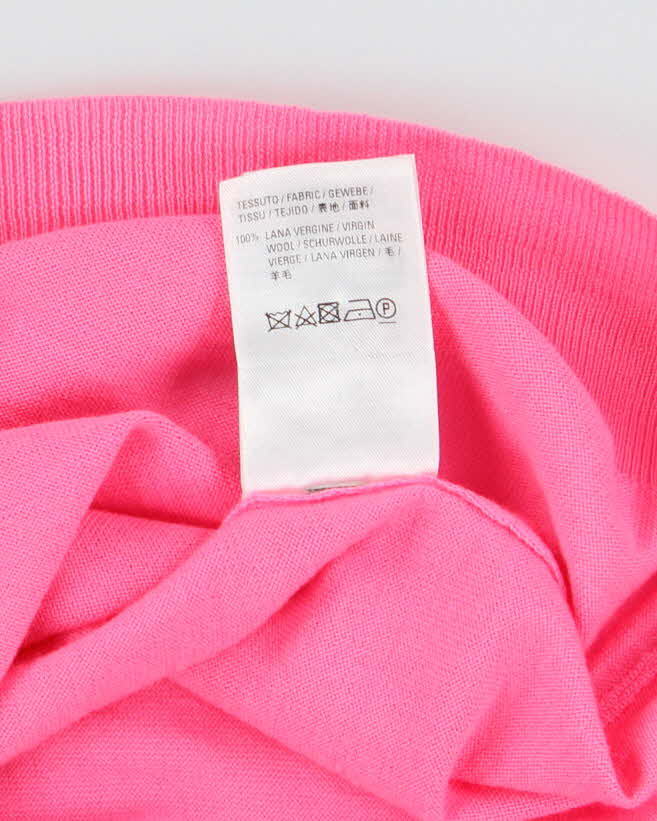 TESSUTO / FABRIC / GEWEBE /
TISSU / TEJIDO / 裏地 / 面料
100% LANA VERGINE / VIRGIN
WOOL / SCHURWOLLE / LAINE
VIERGE / LANA VIRGEN / 毛 /
羊毛
P